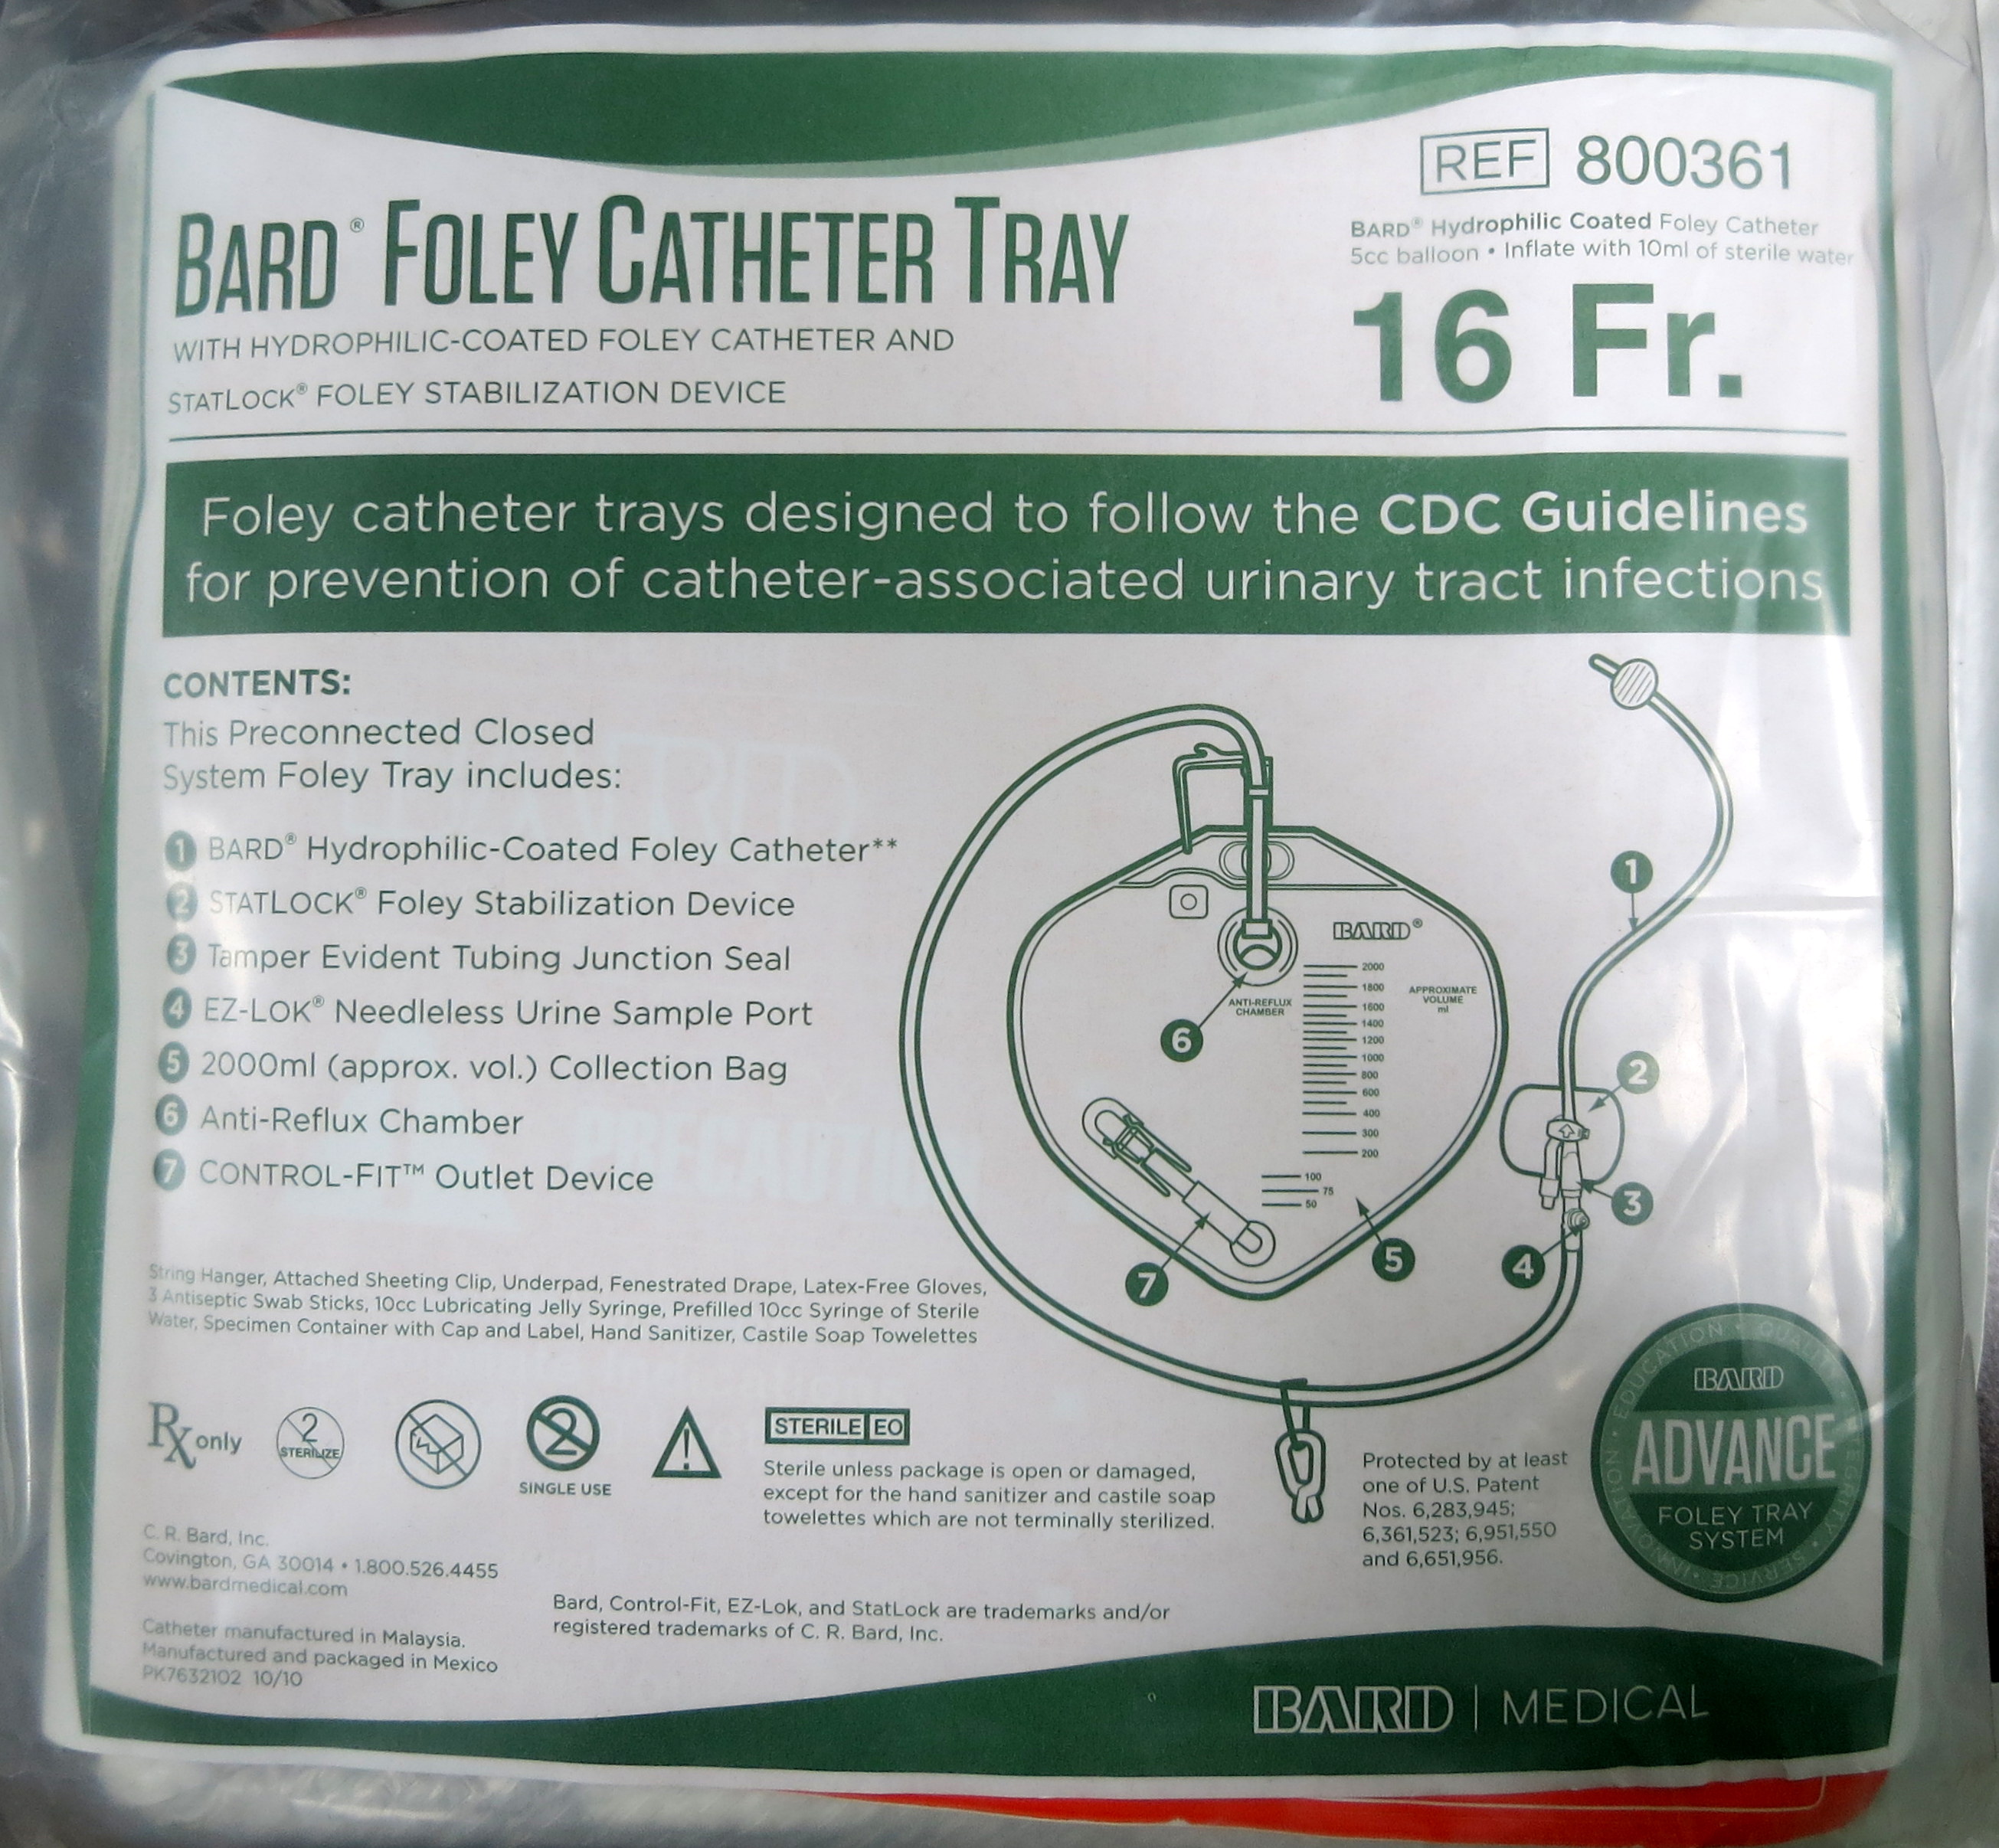 REF 800361
BARD® Hydrophilic Coated Foley Catheter
5cc balloon • Inflate with 10ml of sterile water
16 Fr.
BARD® FOLEY CATHETER TRAY
WITH HYDROPHILIC-COATED FOLEY CATHETER AND
STATLOCK® FOLEY STABILIZATION DEVICE
Foley catheter trays designed to follow the CDC Guidelines
for prevention of catheter-associated urinary tract infections
CONTENTS:
This Preconnected Closed
System Foley Tray includes:
1 BARD® Hydrophilic-Coated Foley Catheter**
2 STATLOCK® Foley Stabilization Device
3 Tamper Evident Tubing Junction Seal
4 EZ-LOK® Needleless Urine Sample Port
5 2000ml (approx. vol.) Collection Bag
6 Anti-Reflux Chamber
7 CONTROL-FIT™ Outlet Device
String Hanger, Attached Sheeting Clip, Underpad, Fenestrated Drape, Latex-Free Gloves,
3 Antiseptic Swab Sticks, 10cc Lubricating Jelly Syringe, Prefilled 10cc Syringe of Sterile
Water, Specimen Container with Cap and Label, Hand Sanitizer, Castile Soap Towelettes
BARD®
2000
1800
1600
1400
1200
1000
800
600
400
300
200
100
75
50
APPROXIMATE
VOLUME
ml
ANTI-REFLUX
CHAMBER
1
2
3
4
5
6
7
Rx only
2
STERILIZE
2
SINGLE USE
STERILE EO
Sterile unless package is open or damaged,
except for the hand sanitizer and castile soap
towelettes which are not terminally sterilized.
Protected by at least
one of U.S. Patent
Nos. 6,283,945;
6,361,523; 6,951,550
and 6,651,956.
EDUCATION • QUALITY • INTEGRITY • SERVICE • INNOVATION •
BARD
ADVANCE
FOLEY TRAY
SYSTEM
C. R. Bard, Inc.
Covington, GA 30014 • 1.800.526.4455
www.bardmedical.com
Catheter manufactured in Malaysia.
Manufactured and packaged in Mexico
PK7632102 10/10
Bard, Control-Fit, EZ-Lok, and StatLock are trademarks and/or
registered trademarks of C. R. Bard, Inc.
BARD | MEDICAL